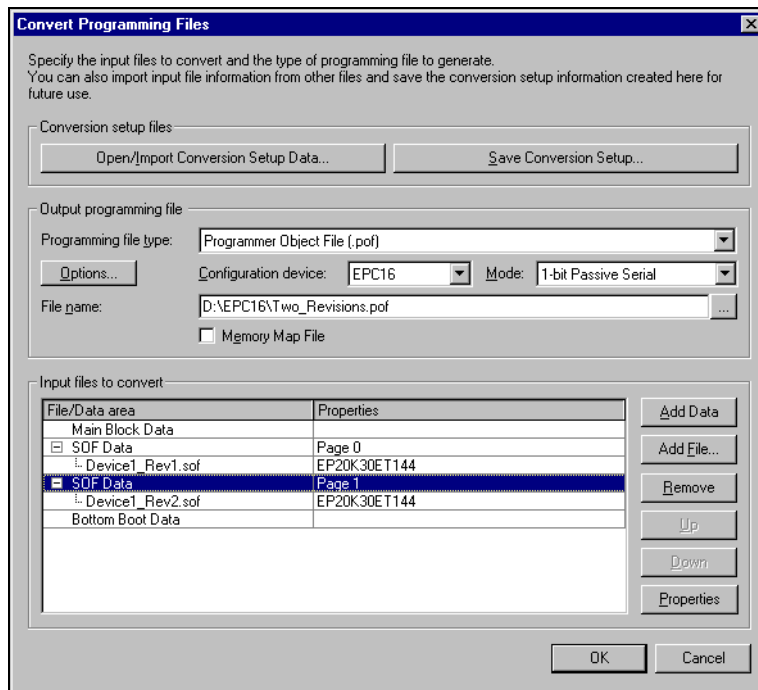 Convert Programming Files
Specify the input files to convert and the type of programming file to generate.
You can also import input file information from other files and save the conversion setup information created here for
future use.
Conversion setup files
Open/Import Conversion Setup Data... Save Conversion Setup...
Output programming file
Programming file type: Programmer Object File (.pof)
Options... Configuration device: EPC16 Mode: 1-bit Passive Serial
File name: D:\EPC16\Two_Revisions.pof ...
Memory Map File
Input files to convert
File/Data area Properties Add Data
Main Block Data
SOF Data Page 0 Add File...
Device1_Rev1.sof EP20K30ET144
SOF Data Page 1 Remove
Device1_Rev2.sof EP20K30ET144
Bottom Boot Data Up
Down
Properties
OK Cancel